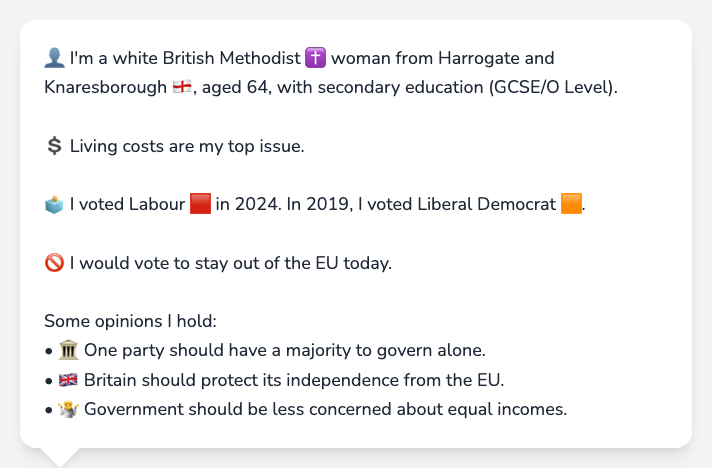 👤 I'm a white British Methodist ✝️ woman from Harrogate and
Knaresborough 🏴󠁧󠁢󠁥󠁮󠁧󠁿, aged 64, with secondary education (GCSE/O Level).
💲 Living costs are my top issue.
🗳️ I voted Labour 🟥 in 2024. In 2019, I voted Liberal Democrat 🟧.
🚫 I would vote to stay out of the EU today.
Some opinions I hold:
• 🏛️ One party should have a majority to govern alone.
• 🇬🇧 Britain should protect its independence from the EU.
• 🤷 Government should be less concerned about equal incomes.